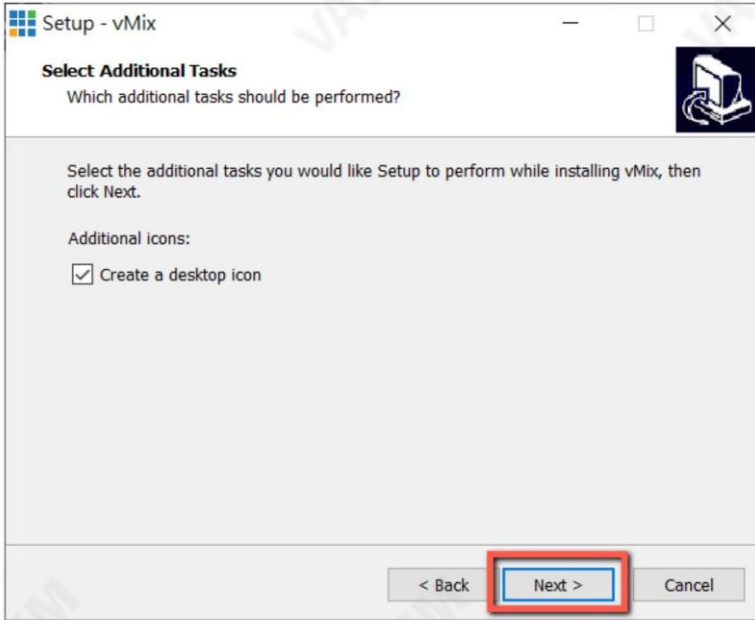 Setup - vMix
Select Additional Tasks
Which additional tasks should be performed?
Select the additional tasks you would like Setup to perform while installing vMix, then
click Next.
Additional icons:
Create a desktop icon
< Back Next > Cancel